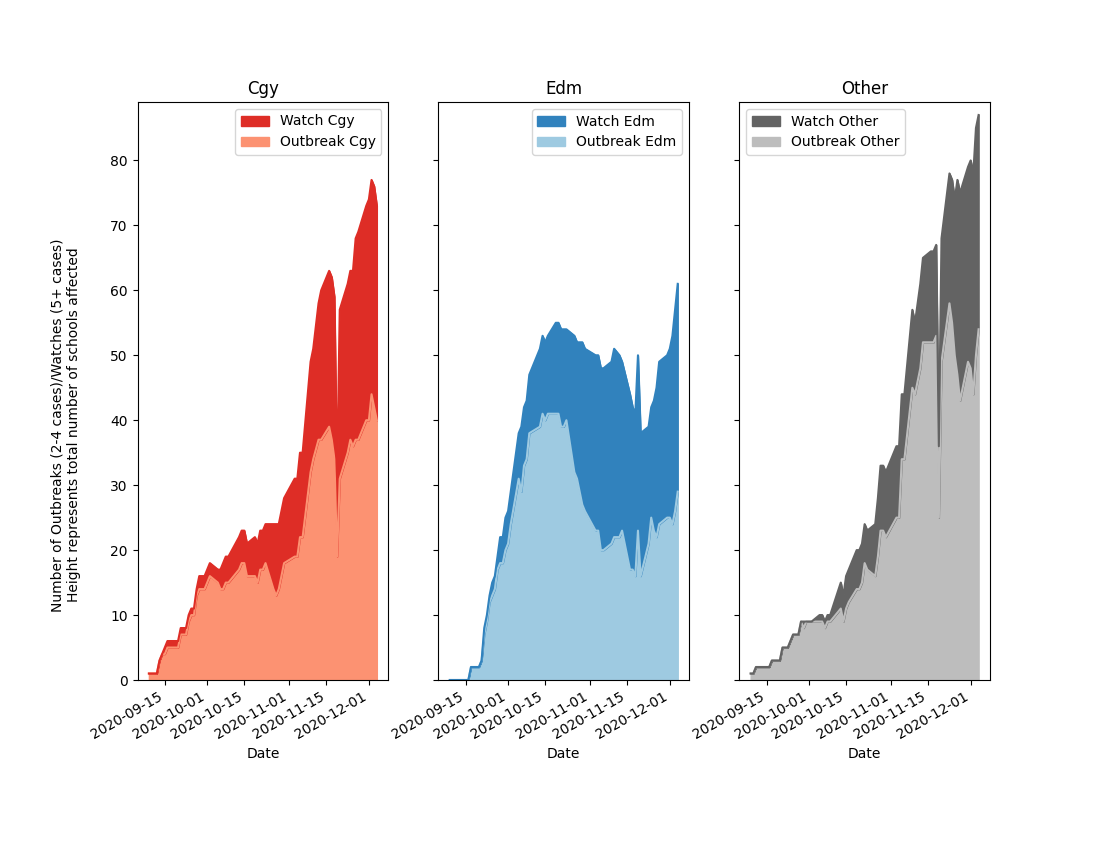 Cgy
Edm
Other
Watch Cgy
Outbreak Cgy
Watch Edm
Outbreak Edm
Watch Other
Outbreak Other
Number of Outbreaks (2-4 cases)/Watches (5+ cases)
Height represents total number of schools affected
80
70
60
50
40
30
20
10
0
2020-09-15
2020-10-01
2020-10-15
2020-11-01
2020-11-15
2020-12-01
2020-09-15
2020-10-01
2020-10-15
2020-11-01
2020-11-15
2020-12-01
2020-09-15
2020-10-01
2020-10-15
2020-11-01
2020-11-15
2020-12-01
Date
Date
Date